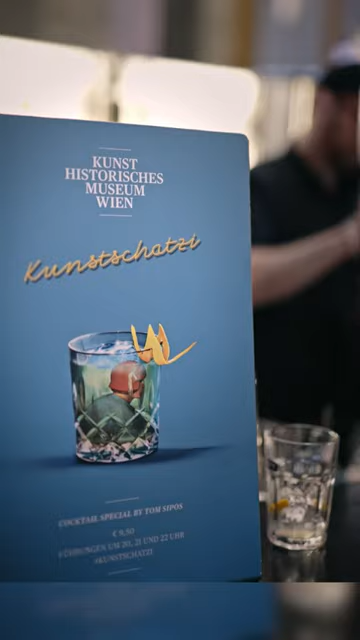 KUNST
HISTORISCHES
MUSEUM
WIEN
Kunstschatzi
COCKTAIL SPECIAL BY TOM SIPOS
€ 9,50
FÜHRUNGEN UM 20, 21 UND 22 UHR
#KUNSTSCHATZI